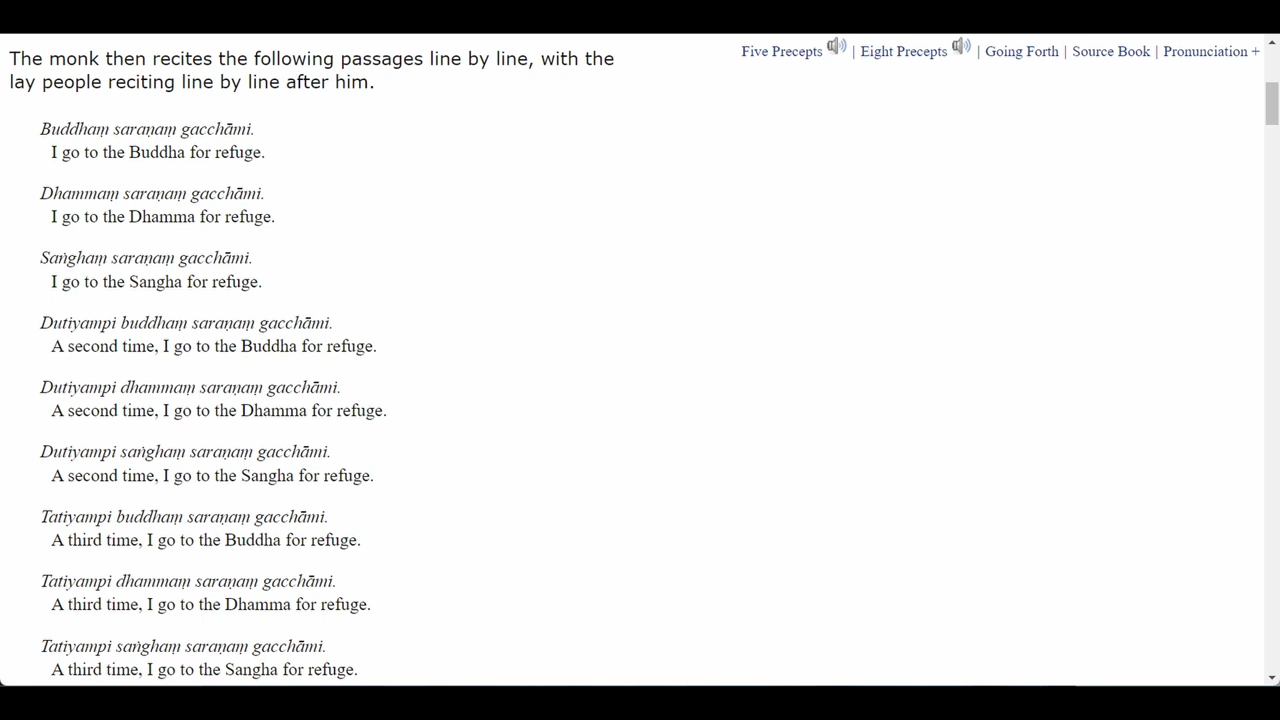 The monk then recites the following passages line by line, with the
lay people reciting line by line after him.
Five Precepts | Eight Precepts | Going Forth | Source Book | Pronunciation +
Buddhaṃ saraṇaṃ gacchāmi.
I go to the Buddha for refuge.
Dhammaṃ saraṇaṃ gacchāmi.
I go to the Dhamma for refuge.
Saṅghaṃ saraṇaṃ gacchāmi.
I go to the Sangha for refuge.
Dutiyampi buddhaṃ saraṇaṃ gacchāmi.
A second time, I go to the Buddha for refuge.
Dutiyampi dhammaṃ saraṇaṃ gacchāmi.
A second time, I go to the Dhamma for refuge.
Dutiyampi saṅghaṃ saraṇaṃ gacchāmi.
A second time, I go to the Sangha for refuge.
Tatiyampi buddhaṃ saraṇaṃ gacchāmi.
A third time, I go to the Buddha for refuge.
Tatiyampi dhammaṃ saraṇaṃ gacchāmi.
A third time, I go to the Dhamma for refuge.
Tatiyampi saṅghaṃ saraṇaṃ gacchāmi.
A third time, I go to the Sangha for refuge.